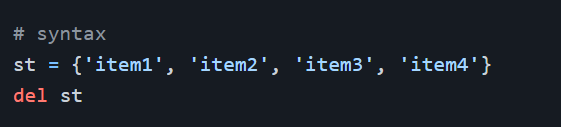 # syntax
st = {'item1', 'item2', 'item3', 'item4'}
del st